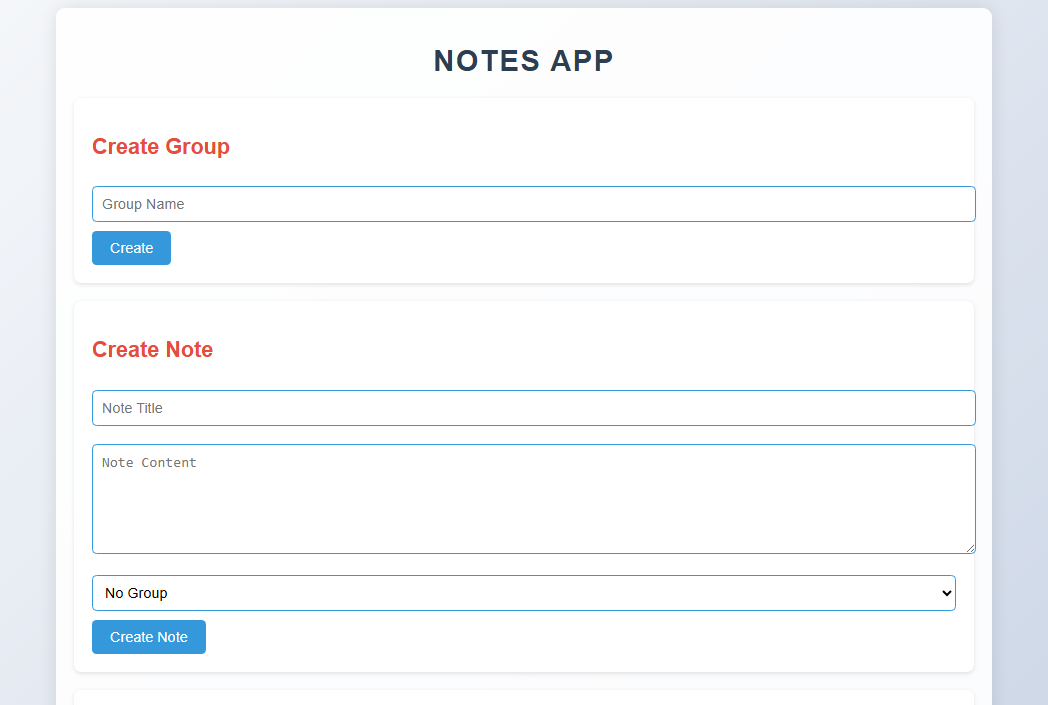 NOTES APP
Create Group
Group Name
Create
Create Note
Note Title
Note Content
No Group
Create Note